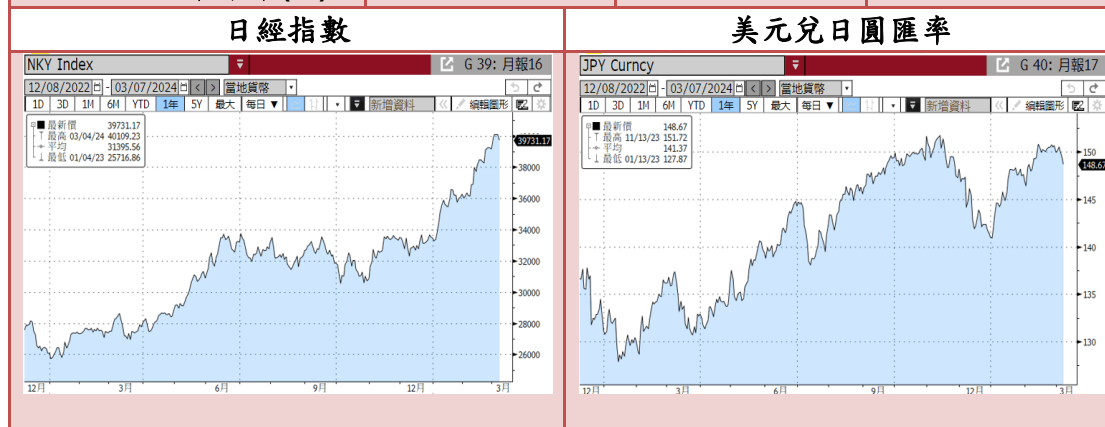 日經指數
美元兌日圓匯率
NKY Index
G 39: 月報16
12/08/2022 - 03/07/2024 < > 當地貨幣
1D 3D 1M 6M YTD 1年 5Y 最大 每日 ▼ 新增資料 « 編輯圖形
最新價 39731.17
最高 03/04/24 40109.23
平均 31395.56
最低 01/04/23 25716.86
39731.17
38000
36000
34000
32000
30000
28000
26000
12月 3月 6月 9月 12月 3月
JPY Curncy
G 40: 月報17
12/08/2022 - 03/07/2024 < > 當地貨幣
1D 3D 1M 6M YTD 1年 5Y 最大 每日 ▼ 新增資料 « 編輯圖形
最新價 148.67
最高 11/13/23 151.72
平均 141.37
最低 01/13/23 127.87
150
148.67
145
140
135
130
12月 3月 6月 9月 12月 3月